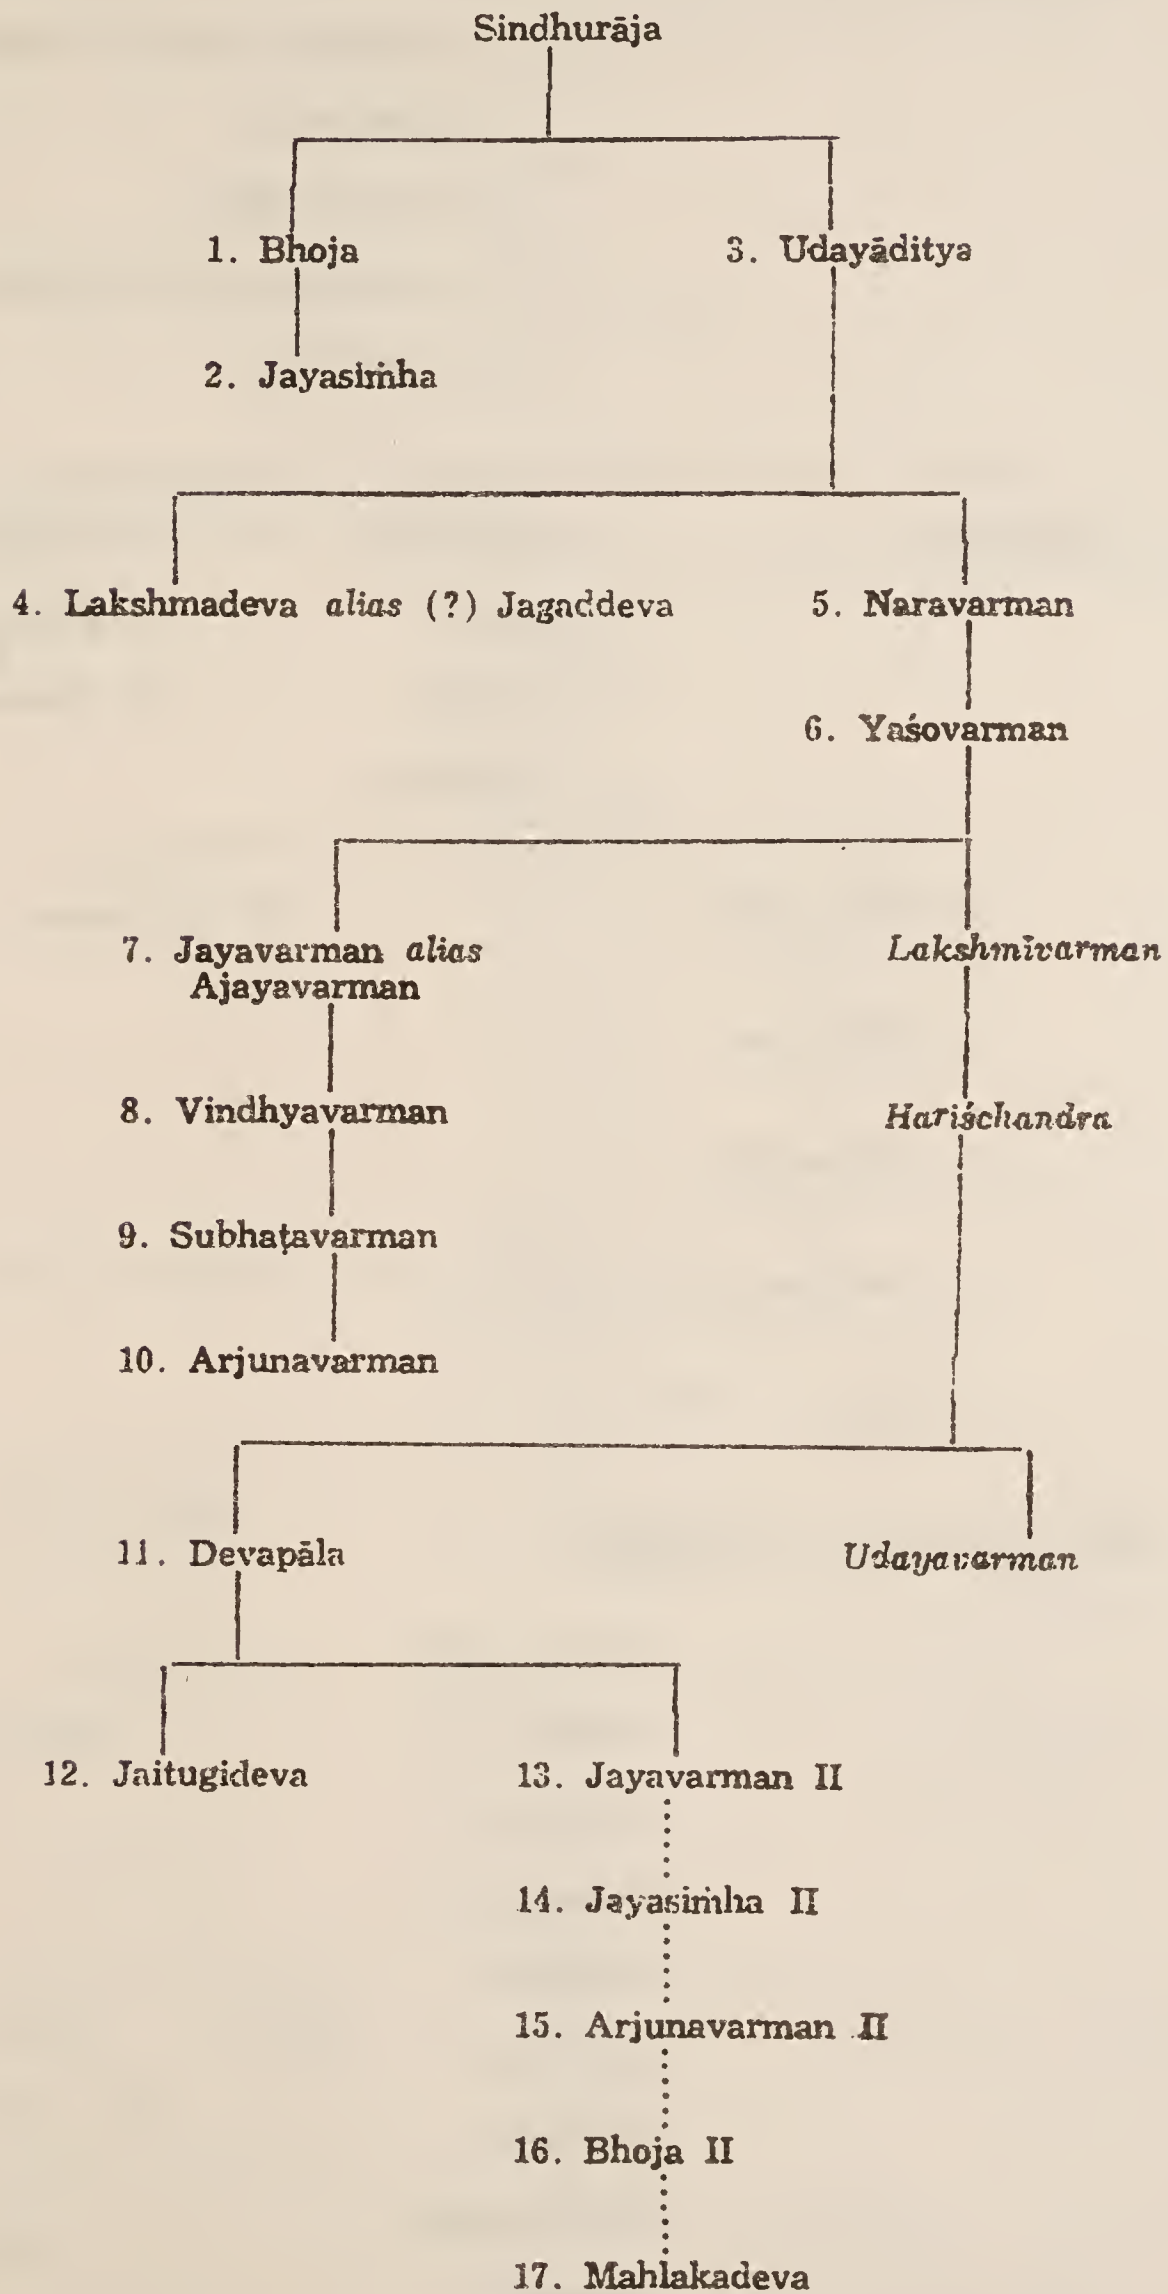 Sindhurāja
1. Bhoja
3. Udayāditya
2. Jayasiṁha
4. Lakshmadeva alias (?) Jagaddeva
5. Naravarman
6. Yaśovarman
7. Jayavarman alias
Ajayavarman
Lakshmīvarman
8. Vindhyavarman
Hariśchandra
9. Subhaṭavarman
10. Arjunavarman
11. Devapāla
Udayavarman
12. Jaitugideva
13. Jayavarman II
14. Jayasiṁha II
15. Arjunavarman II
16. Bhoja II
17. Mahlakadeva